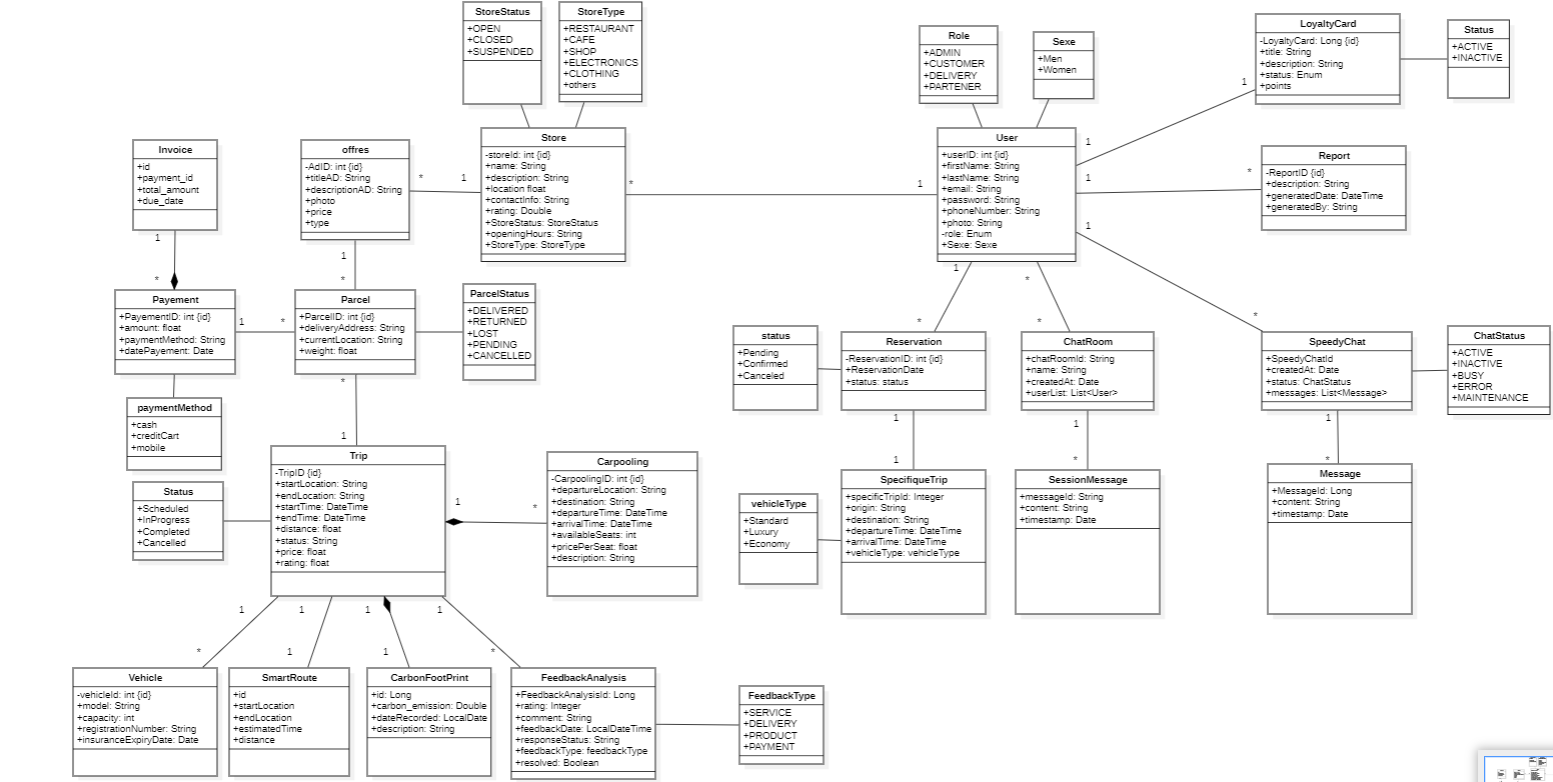 StoreStatus
+OPEN
+CLOSED
+SUSPENDED
StoreType
+RESTAURANT
+CAFE
+SHOP
+ELECTRONICS
+CLOTHING
+others
Role
+ADMIN
+CUSTOMER
+DELIVERY
+PARTENER
Sexe
+Men
+Women
LoyaltyCard
-LoyaltyCard: Long {id}
+title: String
+description: String
+status: Enum
+points
Status
+ACTIVE
+INACTIVE
Invoice
+id
+payment_id
+total_amount
+due_date
offres
-AdID: int {id}
+titleAD: String
+descriptionAD: String
+photo
+price
+type
*
1
Store
-storeId: int {id}
+name: String
+description: String
+location float
+contactInfo: String
+rating: Double
+StoreStatus: StoreStatus
+openingHours: String
+StoreType: StoreType
*
1
User
+userID: int {id}
+firstName: String
+lastName: String
+email: String
+password: String
+phoneNumber: String
+photo: String
-role: Enum
+Sexe: Sexe
1
1
1
*
1
Report
-ReportID {id}
+description: String
+generatedDate: DateTime
+generatedBy: String
1
*
1
*
1
*
*
*
1
*
Payement
+PayementID: int {id}
+amount: float
+paymentMethod: String
+datePayement: Date
1
*
Parcel
+ParcelID: int {id}
+deliveryAddress: String
+currentLocation: String
+weight: float
ParcelStatus
+DELIVERED
+RETURNED
+LOST
+PENDING
+CANCELLED
status
+Pending
+Confirmed
+Canceled
Reservation
-ReservationID: int {id}
+ReservationDate
+status: status
ChatRoom
+chatRoomId: String
+name: String
+createdAt: Date
+userList: List<User>
SpeedyChat
+SpeedyChatId
+createdAt: Date
+status: ChatStatus
+messages: List<Message>
ChatStatus
+ACTIVE
+INACTIVE
+BUSY
+ERROR
+MAINTENANCE
paymentMethod
+cash
+creditCart
+mobile
*
1
1
1
1
*
1
*
Trip
-TripID {id}
+startLocation: String
+endLocation: String
+startTime: DateTime
+endTime: DateTime
+distance: float
+status: String
+price: float
+rating: float
Status
+Scheduled
+InProgress
+Completed
+Cancelled
1
*
Carpooling
-CarpoolingID: int {id}
+departureLocation: String
+destination: String
+departureTime: DateTime
+arrivalTime: DateTime
+availableSeats: int
+pricePerSeat: float
+description: String
vehicleType
+Standard
+Luxury
+Economy
SpecifiqueTrip
+specificTripId: Integer
+origin: String
+destination: String
+departureTime: DateTime
+arrivalTime: DateTime
+vehicleType: vehicleType
SessionMessage
+messageId: String
+content: String
+timestamp: Date
Message
+MessageId: Long
+content: String
+timestamp: Date
1
1
1
1
*
1
1
*
Vehicle
-vehicleId: int {id}
+model: String
+capacity: int
+registrationNumber: String
+insuranceExpiryDate: Date
SmartRoute
+id
+startLocation
+endLocation
+estimatedTime
+distance
CarbonFootPrint
+id: Long
+carbon_emission: Double
+dateRecorded: LocalDate
+description: String
FeedbackAnalysis
+FeedbackAnalysisId: Long
+rating: Integer
+comment: String
+feedbackDate: LocalDateTime
+responseStatus: String
+feedbackType: feedbackType
+resolved: Boolean
FeedbackType
+SERVICE
+DELIVERY
+PRODUCT
+PAYMENT